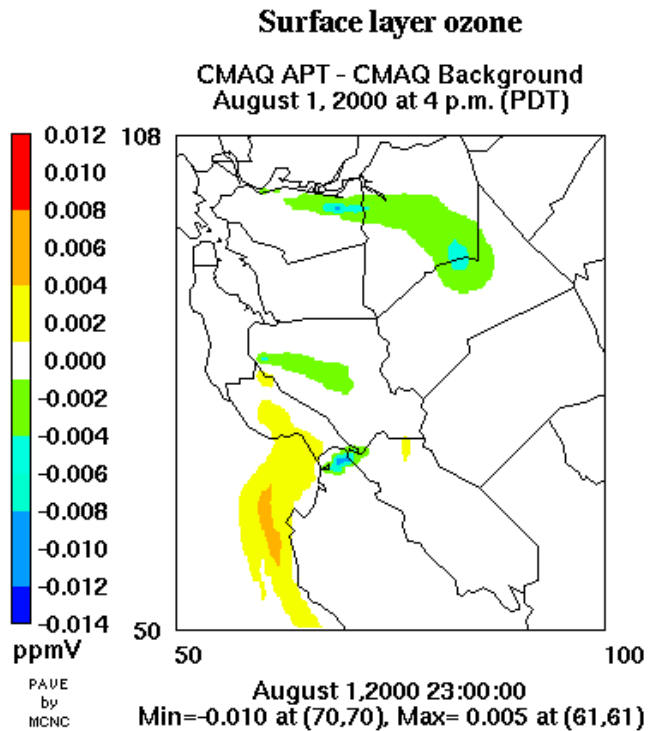 Surface layer ozone
CMAQ APT - CMAQ Background
August 1, 2000 at 4 p.m. (PDT)
0.012
0.010
0.008
0.006
0.004
0.002
0.000
-0.002
-0.004
-0.006
-0.008
-0.010
-0.012
-0.014
ppmV
108
50
50
100
PAVE
by
MCNC
August 1,2000 23:00:00
Min=-0.010 at (70,70), Max= 0.005 at (61,61)